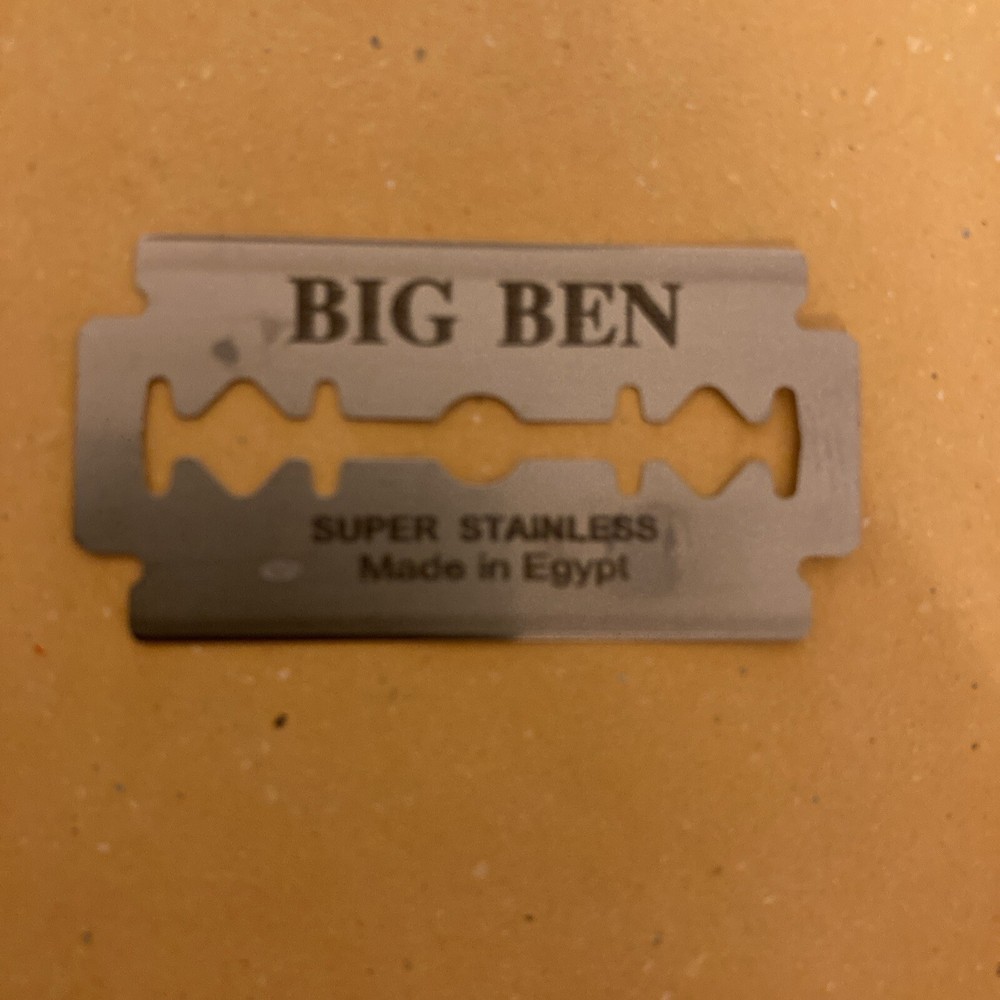 BIG BEN
SUPER STAINLESS
Made in Egypt